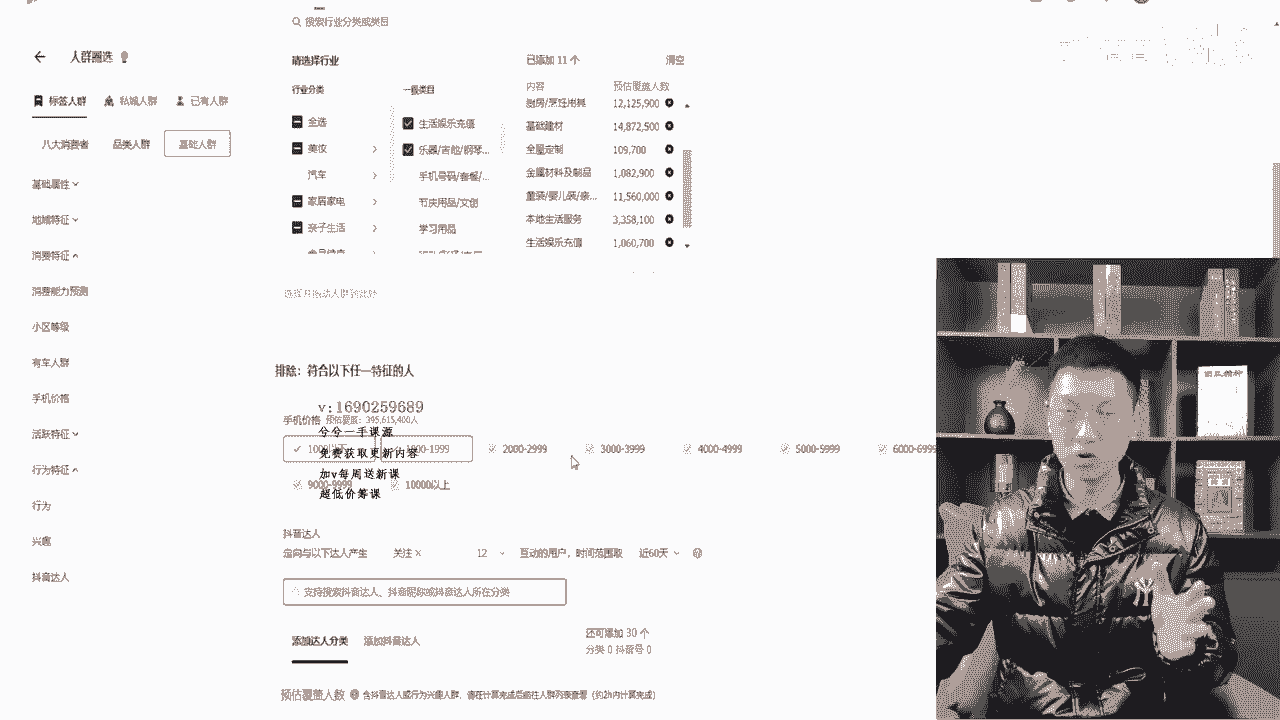 搜索行业分类或类目
人群圈选
请选择行业
已添加 11 个 清空
行业分类 一级类目
内容 预估覆盖人数
标签人群 私域人群 已有人群
厨房/烹饪用具 12,125,900
全选 生活娱乐充值
基础建材 14,872,500
八大消费者 品类人群 基础人群
美妆 乐器/吉他/钢琴...
全屋定制 109,700
汽车 手机号码/套餐/...
金属材料及制品 1,082,900
基础属性
家居家电 节庆用品/文创
童装/婴儿装/亲... 11,560,000
地域特征
亲子生活 学习用品
本地生活服务 3,358,100
生活娱乐充值 1,060,700
消费特征
消费能力预测
小区等级
有车人群
手机价格
活跃特征
行为特征
行为
兴趣
抖音达人
排除：符合以下任一特征的人
v:1690259689
手机价格 预估覆盖：395,615,400人
兮兮一手课源
1000以下 1000-1999 2000-2999 3000-3999 4000-4999 5000-5999 6000-6999
免费获取更新内容
加v每周送新课
9000-9999 10000以上
超低价筹课
抖音达人
定向与以下达人产生 关注 X 12 互动的用户，时间范围取 近60天
支持搜索抖音达人、抖音昵称或抖音达人所在分类
添加达人分类 添加抖音达人
还可添加 30 个
分类 0 抖音号 0
预估覆盖人数 含抖音达人或行为兴趣人群，请在计算完成后前往人群列表查看（约2h内计算完成）